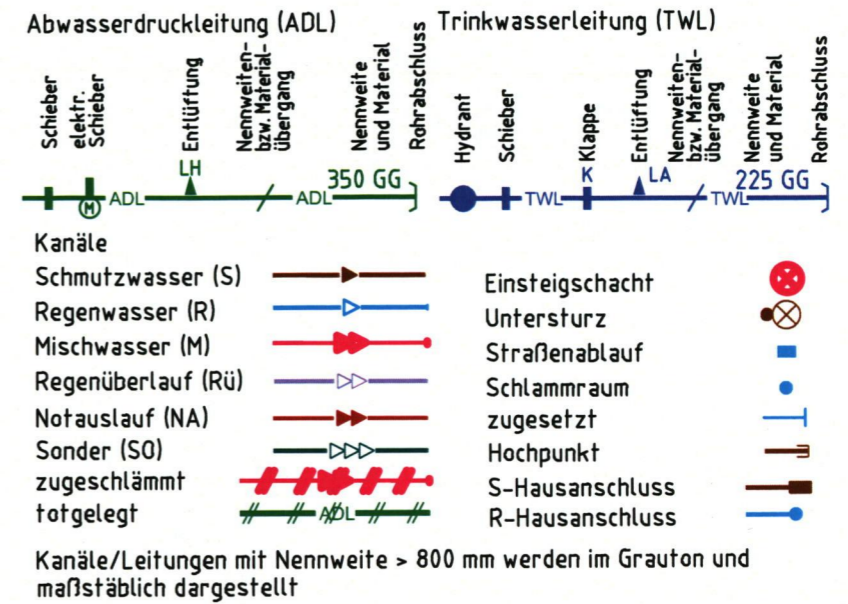 Abwasserdruckleitung (ADL)
Schieber
elektr.
Schieber
Entlüftung
Nennweiten-
bzw. Material-
übergang
Nennweite
und Material
Rohrabschluss
LH
350 GG
M
ADL
ADL
Trinkwasserleitung (TWL)
Hydrant
Schieber
Klappe
Entlüftung
Nennweiten-
bzw. Material-
übergang
Nennweite
und Material
Rohrabschluss
K
LA
225 GG
TWL
TWL
Kanäle
Schmutzwasser (S)
Regenwasser (R)
Mischwasser (M)
Regenüberlauf (Rü)
Notauslauf (NA)
Sonder (SO)
zugeschlämmt
totgelegt
ADL
Einsteigschacht
Untersturz
Straßenablauf
Schlammraum
zugesetzt
Hochpunkt
S-Hausanschluss
R-Hausanschluss
Kanäle/Leitungen mit Nennweite > 800 mm werden im Grauton und
maßstäblich dargestellt